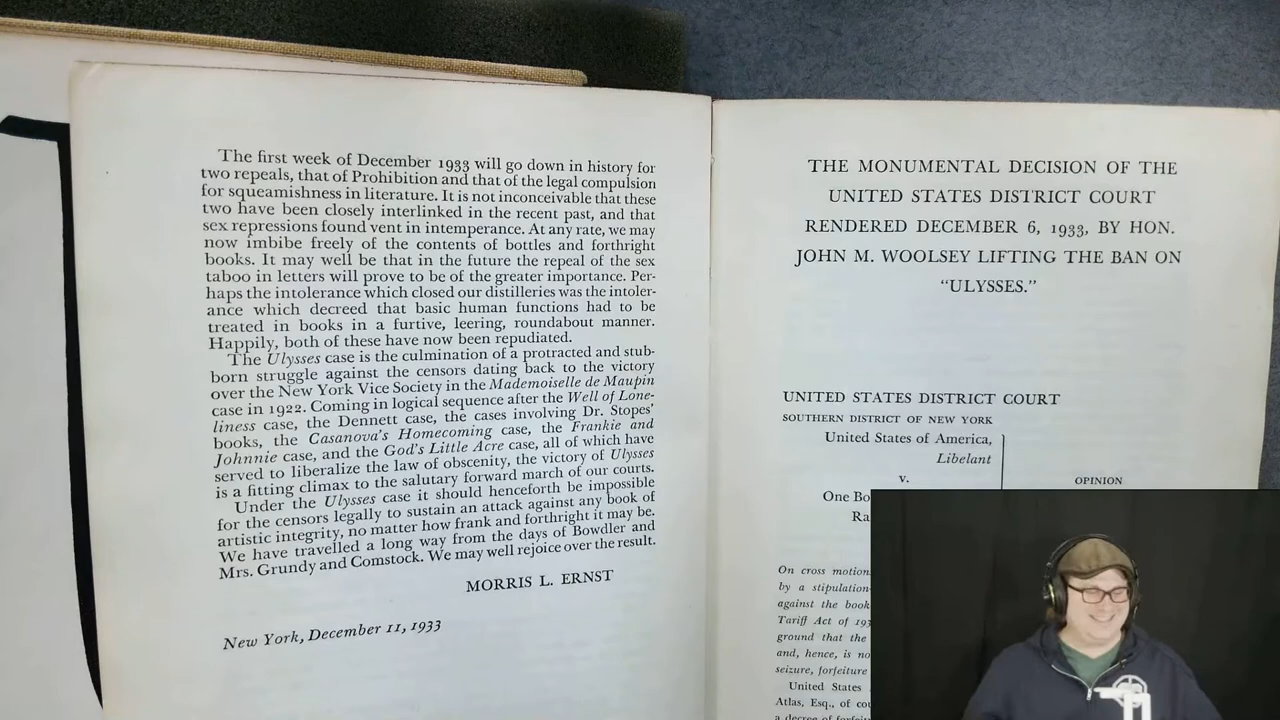 The first week of December 1933 will go down in history for
two repeals, that of Prohibition and that of the legal compulsion
for squeamishness in literature. It is not inconceivable that these
two have been closely interlinked in the recent past, and that
sex repressions found vent in intemperance. At any rate, we may
now imbibe freely of the contents of bottles and forthright
books. It may well be that in the future the repeal of the sex
taboo in letters will prove to be of the greater importance. Per-
haps the intolerance which closed our distilleries was the intoler-
ance which decreed that basic human functions had to be
treated in books in a furtive, leering, roundabout manner.
Happily, both of these have now been repudiated.
The Ulysses case is the culmination of a protracted and stub-
born struggle against the censors dating back to the victory
over the New York Vice Society in the Mademoiselle de Maupin
case in 1922. Coming in logical sequence after the Well of Lone-
liness case, the Dennett case, the cases involving Dr. Stopes'
books, the Casanova's Homecoming case, the Frankie and
Johnnie case, and the God's Little Acre case, all of which have
served to liberalize the law of obscenity, the victory of Ulysses
is a fitting climax to the salutary forward march of our courts.
Under the Ulysses case it should henceforth be impossible
for the censors legally to sustain an attack against any book of
artistic integrity, no matter how frank and forthright it may be.
We have travelled a long way from the days of Bowdler and
Mrs. Grundy and Comstock. We may well rejoice over the result.
MORRIS L. ERNST
New York, December 11, 1933
THE MONUMENTAL DECISION OF THE
UNITED STATES DISTRICT COURT
RENDERED DECEMBER 6, 1933, BY HON.
JOHN M. WOOLSEY LIFTING THE BAN ON
"ULYSSES."
UNITED STATES DISTRICT COURT
SOUTHERN DISTRICT OF NEW YORK
United States of America,
Libelant
v.
OPINION
One Bo
Ra
On cross motion
by a stipulation
against the book
Tariff Act of 193
ground that the
and, hence, is no
seizure, forfeiture
United States
Atlas, Esq., of cou
a decree of forfei